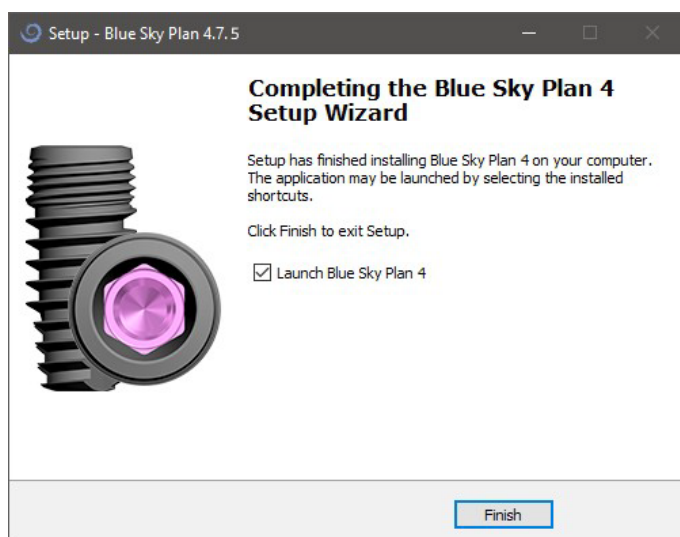 Setup - Blue Sky Plan 4.7.5
Completing the Blue Sky Plan 4
Setup Wizard
Setup has finished installing Blue Sky Plan 4 on your computer.
The application may be launched by selecting the installed
shortcuts.
Click Finish to exit Setup.
Launch Blue Sky Plan 4
Finish